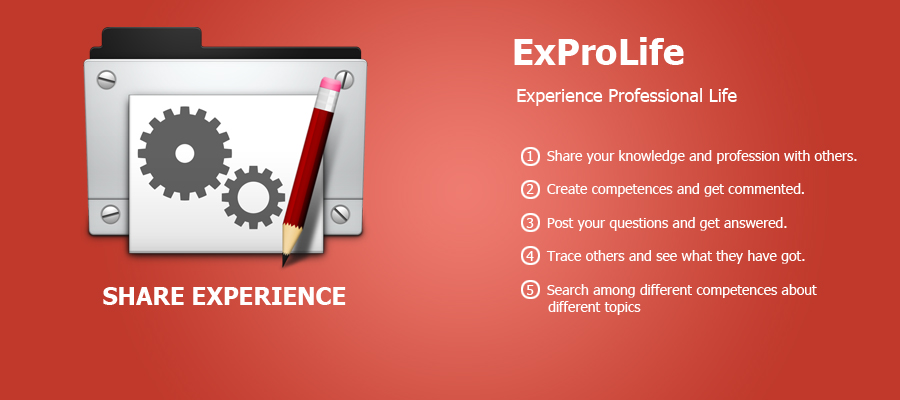 ExProLife
Experience Professional Life
1 Share your knowledge and profession with others.
2 Create competences and get commented.
3 Post your questions and get answered.
4 Trace others and see what they have got.
5 Search among different competences about
different topics
SHARE EXPERIENCE